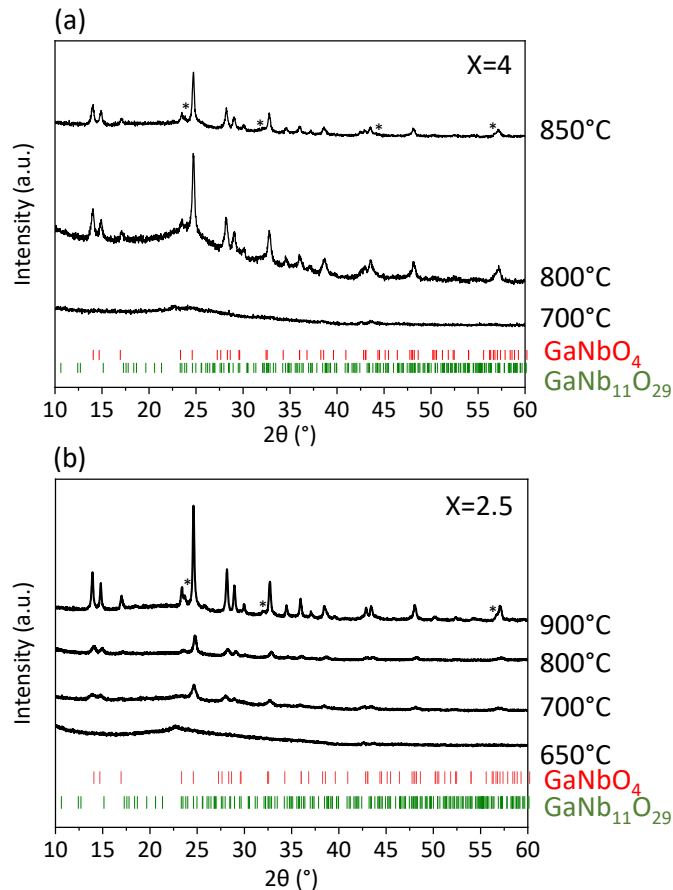 (a)
X=4
*
*
*
*
850°C
800°C
700°C
GaNbO₄
GaNb₁₁O₂₉
Intensity (a.u.)
10 15 20 25 30 35 40 45 50 55 60
2θ (°)
(b)
X=2.5
*
*
*
900°C
800°C
700°C
650°C
GaNbO₄
GaNb₁₁O₂₉
Intensity (a.u.)
10 15 20 25 30 35 40 45 50 55 60
2θ (°)